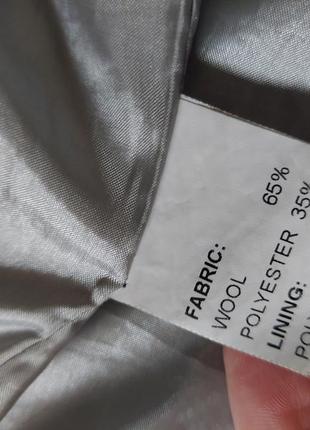 FABRIC:
WOOL 65%
POLYESTER 35%
LINING: